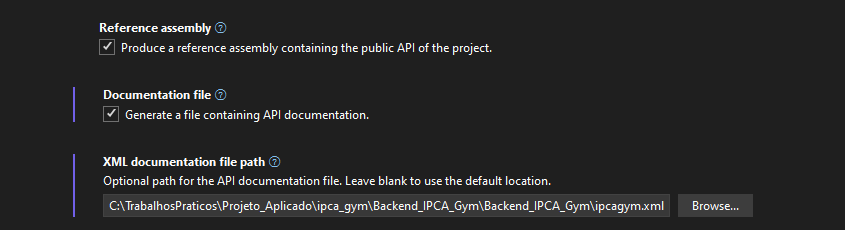 Reference assembly
Produce a reference assembly containing the public API of the project.
Documentation file
Generate a file containing API documentation.
XML documentation file path
Optional path for the API documentation file. Leave blank to use the default location.
C:\TrabalhosPraticos\Projeto_Aplicado\ipca_gym\Backend_IPCA_Gym\Backend_IPCA_Gym\ipcagym.xml
Browse...